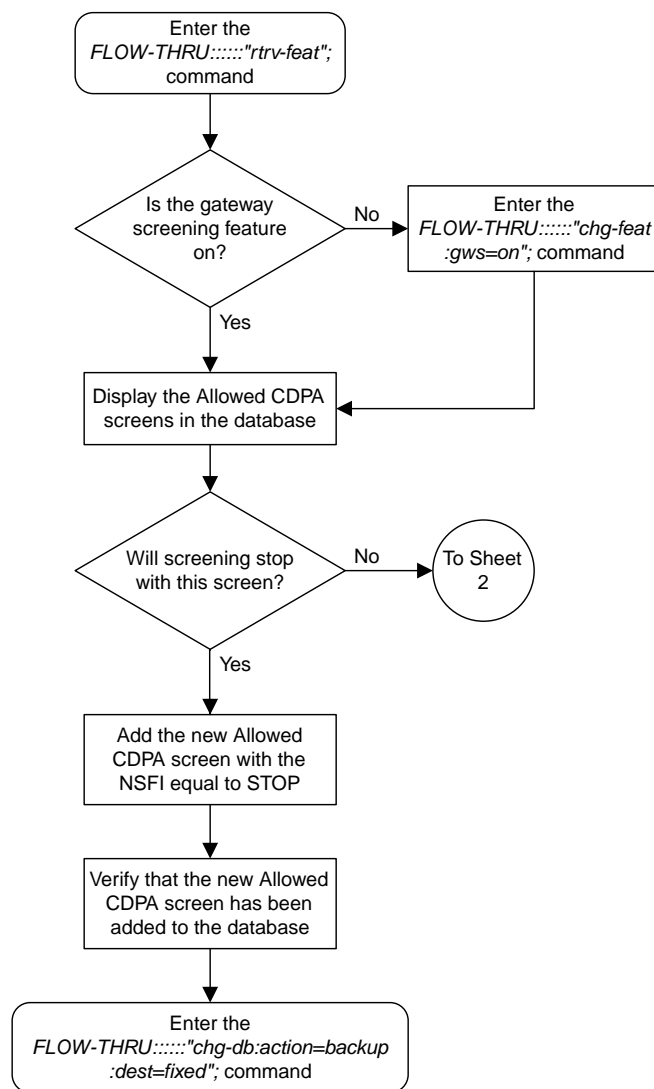 Enter the
FLOW-THRU::::::"rtrv-feat";
command
Is the gateway
screening feature
on?
No
Enter the
FLOW-THRU::::::"chg-feat
:gws=on"; command
Yes
Display the Allowed CDPA
screens in the database
Will screening stop
with this screen?
No
To Sheet
2
Yes
Add the new Allowed
CDPA screen with the
NSFI equal to STOP
Verify that the new Allowed
CDPA screen has been
added to the database
Enter the
FLOW-THRU::::::"chg-db:action=backup
:dest=fixed"; command